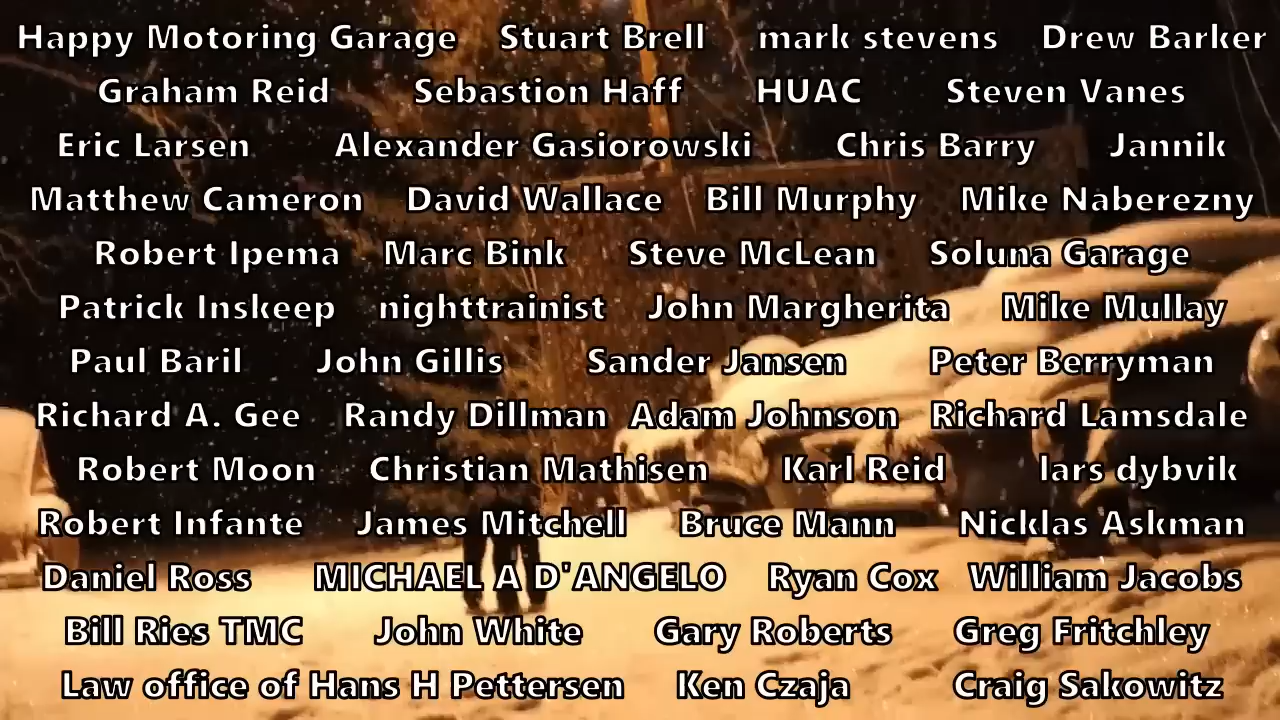 Happy Motoring Garage Stuart Brell mark stevens Drew Barker
Graham Reid Sebastion Haff HUAC Steven Vanes
Eric Larsen Alexander Gasiorowski Chris Barry Jannik
Matthew Cameron David Wallace Bill Murphy Mike Naberezny
Robert Ipema Marc Bink Steve McLean Soluna Garage
Patrick Inskeep nighttrainist John Margherita Mike Mullay
Paul Baril John Gillis Sander Jansen Peter Berryman
Richard A. Gee Randy Dillman Adam Johnson Richard Lamsdale
Robert Moon Christian Mathisen Karl Reid lars dybvik
Robert Infante James Mitchell Bruce Mann Nicklas Askman
Daniel Ross MICHAEL A D'ANGELO Ryan Cox William Jacobs
Bill Ries TMC John White Gary Roberts Greg Fritchley
Law office of Hans H Pettersen Ken Czaja Craig Sakowitz